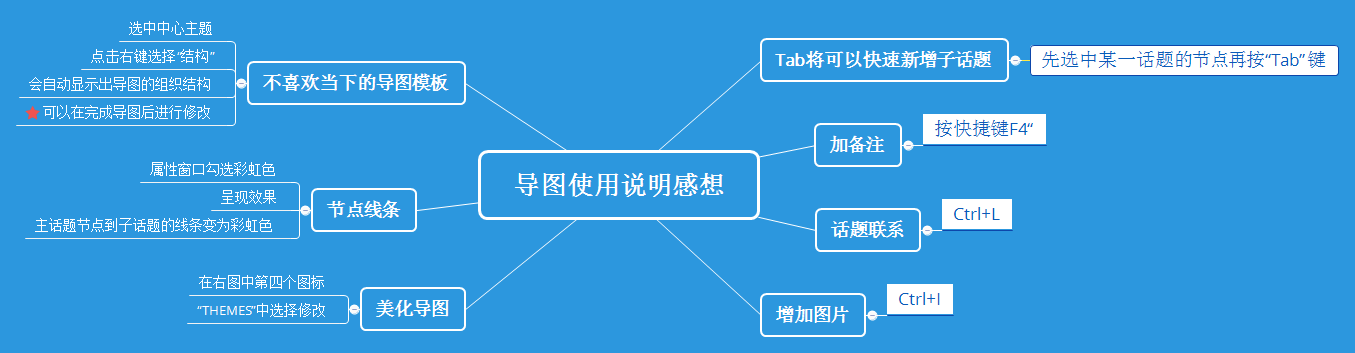 导图使用说明感想
Tab将可以快速新增子话题
先选中某一话题的节点再按“Tab”键
加备注
按快捷键F4“
话题联系
Ctrl+L
增加图片
Ctrl+I
不喜欢当下的导图模板
选中中心主题
点击右键选择“结构”
会自动显示出导图的组织结构
可以在完成导图后进行修改
节点线条
属性窗口勾选彩虹色
呈现效果
主话题节点到子话题的线条变为彩虹色
美化导图
在右图中第四个图标
“THEMES”中选择修改